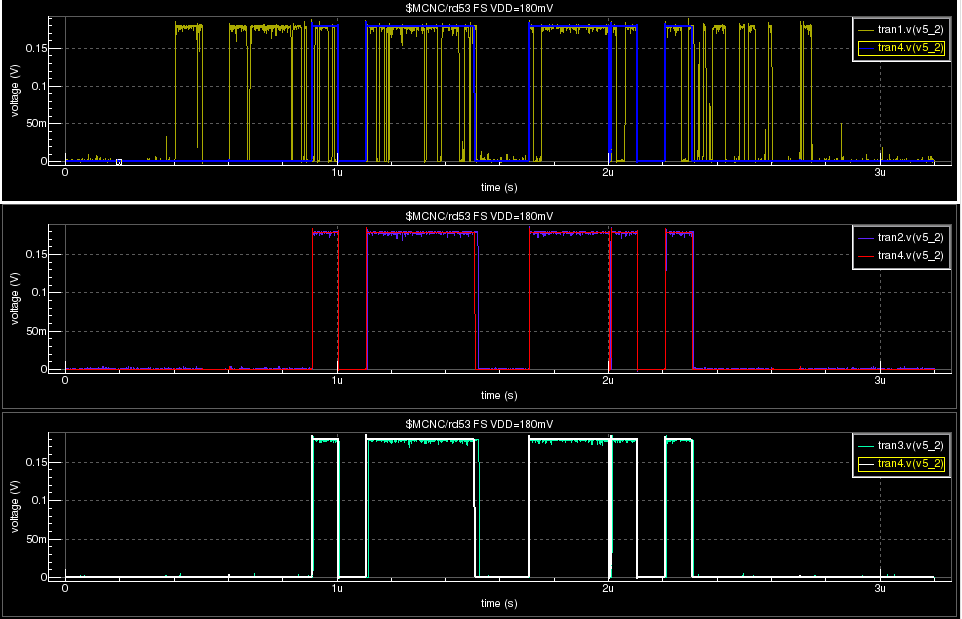 $MCNC/rd53 FS VDD=180mV
tran1.v(v5_2)
tran4.v(v5_2)
voltage (V)
0.15
0.1
50m
0
0 1u 2u 3u
time (s)
$MCNC/rd53 FS VDD=180mV
tran2.v(v5_2)
tran4.v(v5_2)
voltage (V)
0.15
0.1
50m
0
0 1u 2u 3u
time (s)
$MCNC/rd53 FS VDD=180mV
tran3.v(v5_2)
tran4.v(v5_2)
voltage (V)
0.15
0.1
50m
0
0 1u 2u 3u
time (s)